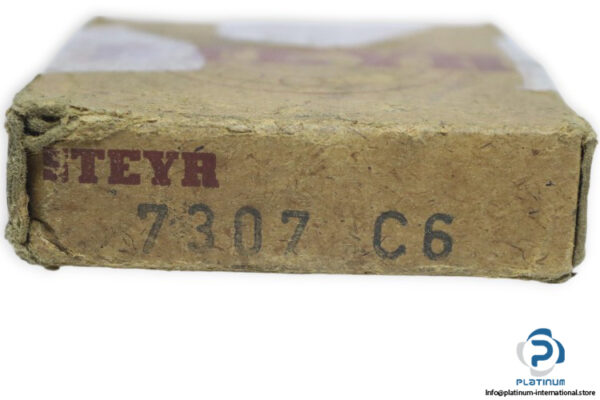 STEYR
7307 C6
PLATINUM
Info@platinum-international.store